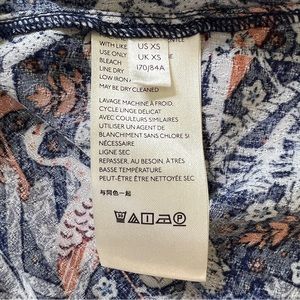 WITH LIKE
USE ONLY
BLEACH
LINE DRY
LOW IRON
MAY BE DRY CLEANED
US XS
UK XS
170/84A
LAVAGE MACHINE À FROID,
CYCLE LINGE DÉLICAT
AVEC COULEURS SIMILAIRES
UTILISER UN AGENT DE
BLANCHIMENT SANS CHLORE SI
NÉCESSAIRE
LIGNE SEC
REPASSER, AU BESOIN, À TRÈS
BASSE TEMPÉRATURE
PEUT-ÊTRE ÊTRE NETTOYÉE SEC
与同色一起